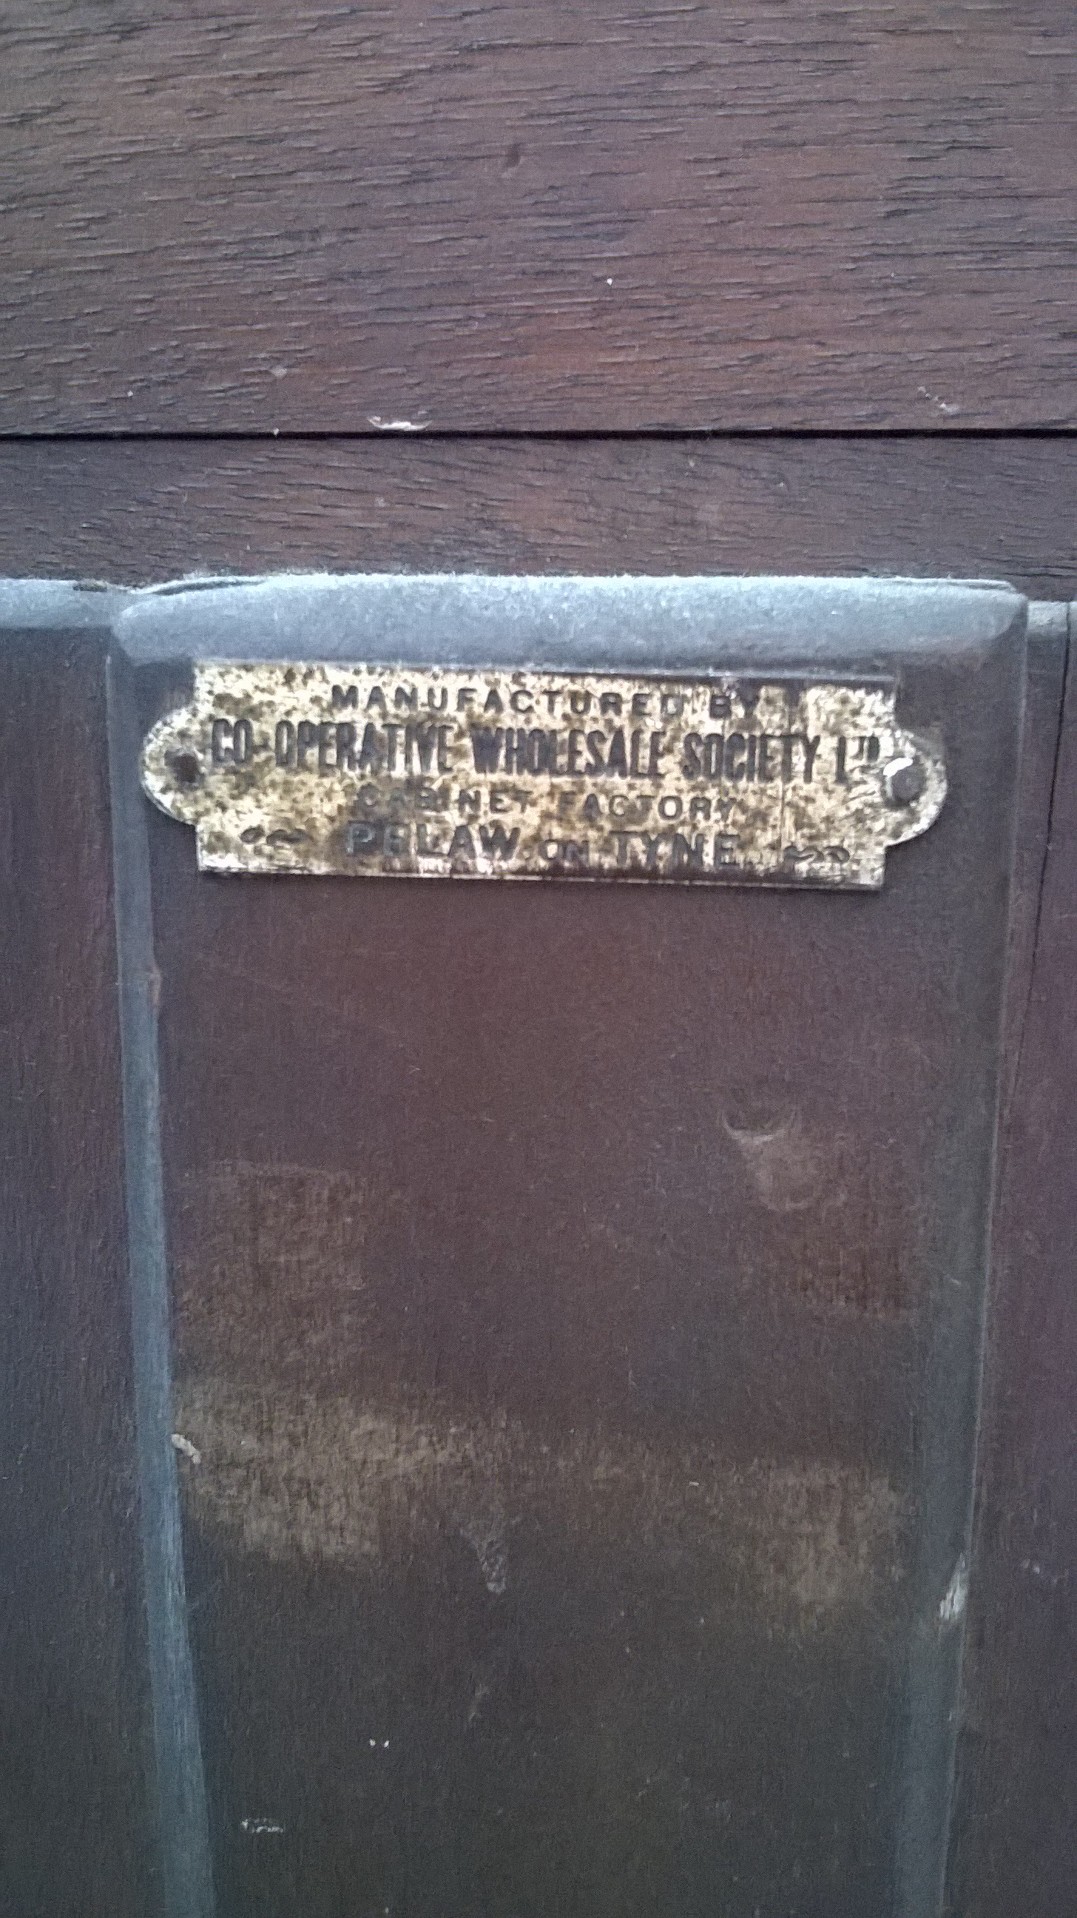 MANUFACTURED BY
CO-OPERATIVE WHOLESALE SOCIETY LTD
CABINET FACTORY
PELAW ON TYNE